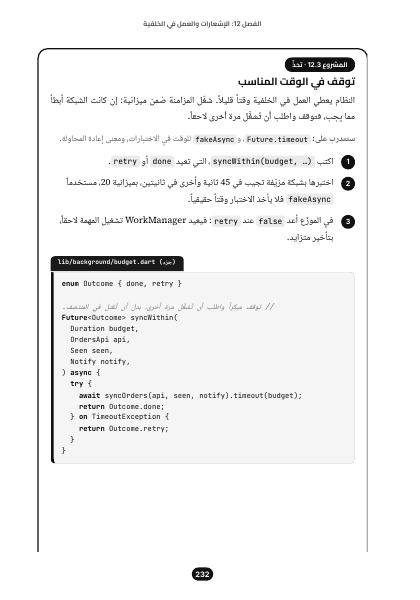 الفصل 12: الإشعارات والعمل في الخلفية
المشروع 12.3 · تحدٍّ
توقف في الوقت المناسب
النظام يعطي العمل في الخلفية وقتاً قليلاً. شغّل المزامنة ضمن ميزانية: إن كانت الشبكة أبطأ
مما يجب، فتوقف واطلب أن تُشغَّل مرة أخرى لاحقاً.
ستتدرب على: Future.timeout، و fakeAsync للوقت في الاختبارات، ومعنى إعادة المحاولة.
1 اكتب syncWithin(budget, …)، التي تعيد done أو retry.
2 اختبرها بشبكة مزيّفة تجيب في 45 ثانية وأخرى في ثانيتين، بميزانية 20، مستخدماً
fakeAsync فلا يأخذ الاختبار وقتاً حقيقياً.
3 في الموزّع أعد false عند retry: فيعيد WorkManager تشغيل المهمة لاحقاً،
بتأخير متزايد.
lib/background/budget.dart (جزء)
enum Outcome { done, retry }
// توقف مبكراً واطلب أن تُشغَّل مرة أخرى، بدل أن تُقتل في المنتصف.
Future<Outcome> syncWithin(
Duration budget,
OrdersApi api,
Seen seen,
Notify notify,
) async {
try {
await syncOrders(api, seen, notify).timeout(budget);
return Outcome.done;
} on TimeoutException {
return Outcome.retry;
}
}
232